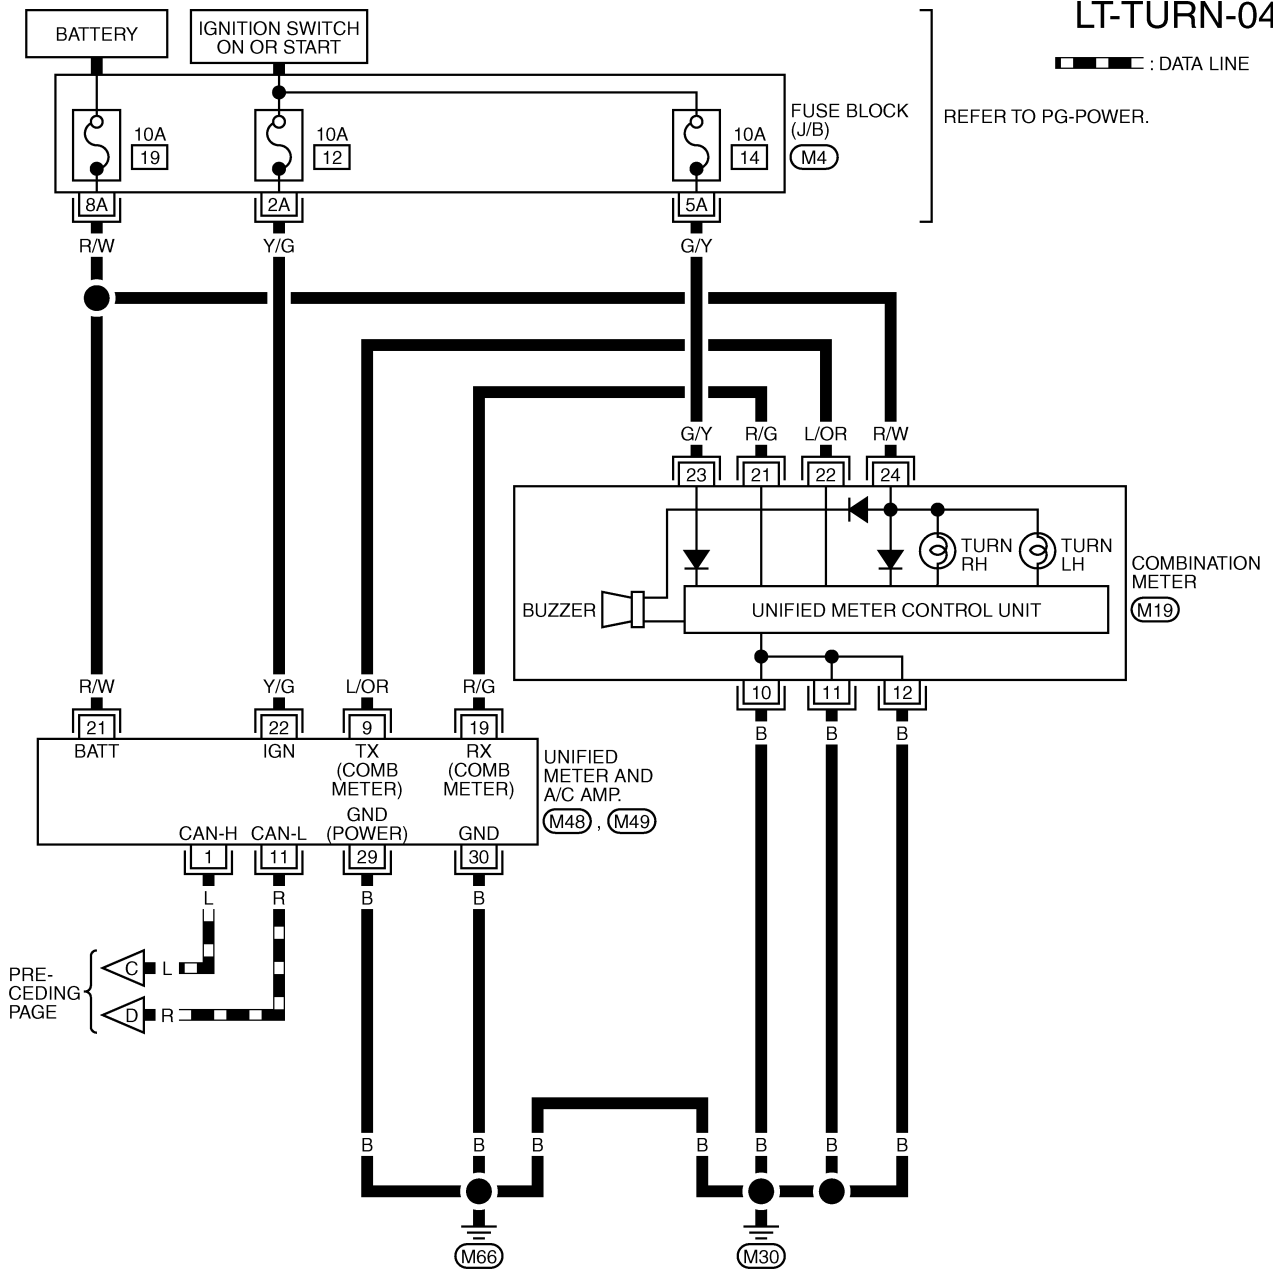 LT-TURN-04
: DATA LINE
BATTERY
IGNITION SWITCH
ON OR START
10A
19
10A
12
10A
14
FUSE BLOCK
(J/B)
M4
REFER TO PG-POWER.
8A
2A
5A
R/W
Y/G
G/Y
G/Y
R/G
L/OR
R/W
23
21
22
24
TURN
RH
TURN
LH
COMBINATION
METER
M19
BUZZER
UNIFIED METER CONTROL UNIT
10
11
12
B
B
B
R/W
Y/G
L/OR
R/G
21
22
9
19
BATT
IGN
TX
(COMB
METER)
RX
(COMB
METER)
UNIFIED
METER AND
A/C AMP.
M48 , M49
CAN-H
CAN-L
GND
(POWER)
GND
1
11
29
30
L
R
B
B
PRE-
CEDING
PAGE
C
L
D
R
B
B
B
B
B
B
B
M66
M30